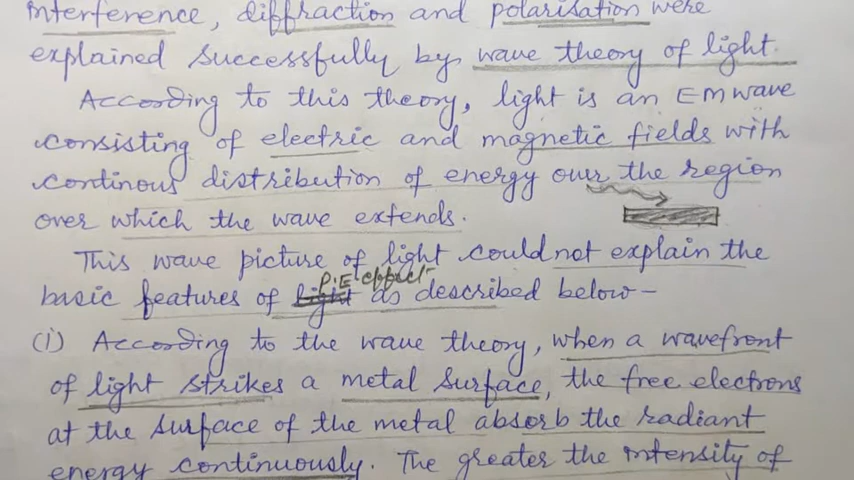 interference, diffraction and polarisation were
explained successfully by wave theory of light.
According to this theory, light is an EM wave
consisting of electric and magnetic fields with
continous distribution of energy over the region
over which the wave extends.
This wave picture of light could not explain the
P.E effect
basic features of light as described below—
(i) According to the wave theory, when a wavefront
of light strikes a metal surface, the free electrons
at the surface of the metal absorb the radiant
energy continuously. The greater the intensity of